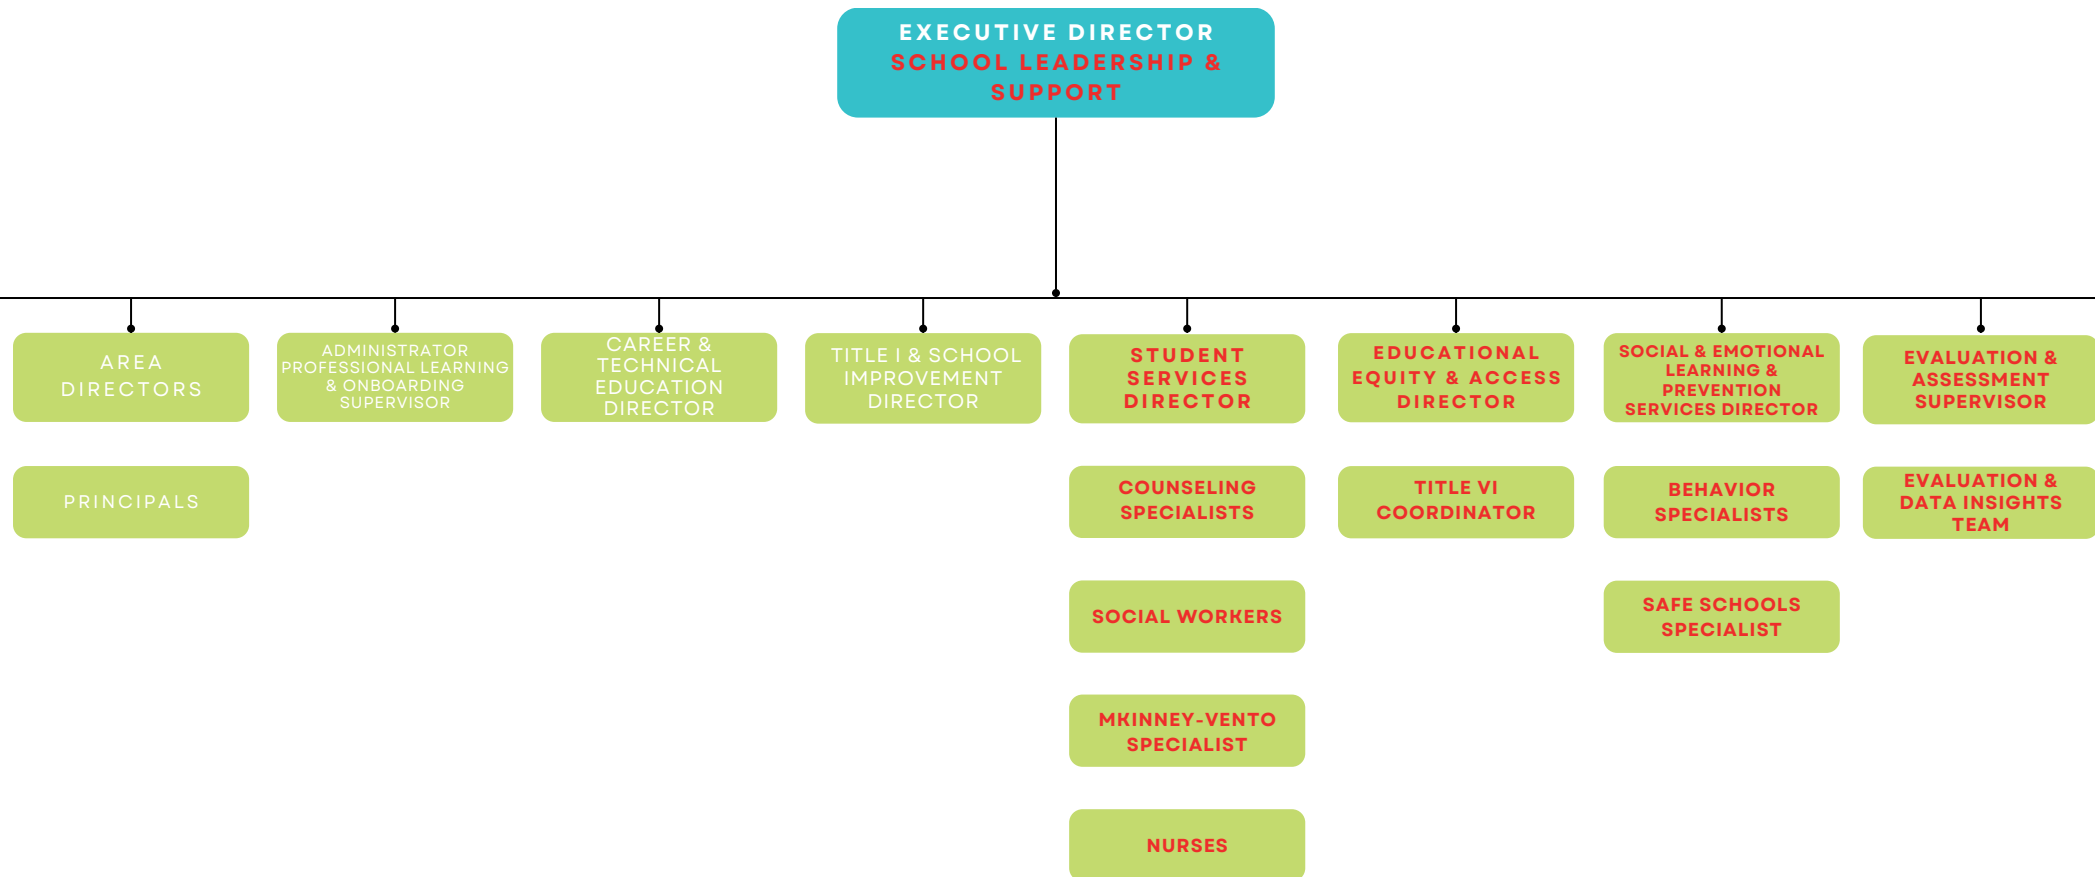 EXECUTIVE DIRECTOR
SCHOOL LEADERSHIP &
SUPPORT
AREA
DIRECTORS
ADMINISTRATOR
PROFESSIONAL LEARNING
& ONBOARDING
SUPERVISOR
CAREER &
TECHNICAL
EDUCATION
DIRECTOR
TITLE I & SCHOOL
IMPROVEMENT
DIRECTOR
STUDENT
SERVICES
DIRECTOR
EDUCATIONAL
EQUITY & ACCESS
DIRECTOR
SOCIAL & EMOTIONAL
LEARNING &
PREVENTION
SERVICES DIRECTOR
EVALUATION &
ASSESSMENT
SUPERVISOR
PRINCIPALS
COUNSELING
SPECIALISTS
TITLE VI
COORDINATOR
BEHAVIOR
SPECIALISTS
EVALUATION &
DATA INSIGHTS
TEAM
SOCIAL WORKERS
SAFE SCHOOLS
SPECIALIST
MKINNEY-VENTO
SPECIALIST
NURSES